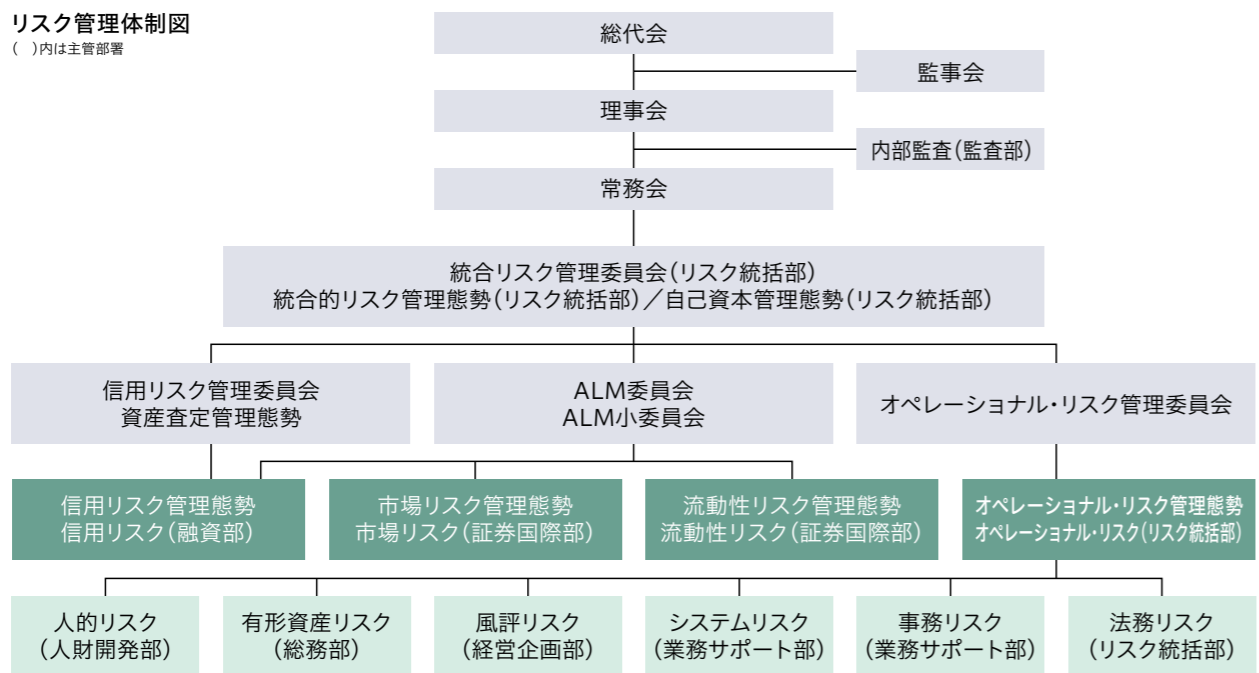 リスク管理体制図
(　)内は主管部署
総代会
監事会
理事会
内部監査(監査部)
常務会
統合リスク管理委員会(リスク統括部)
統合的リスク管理態勢(リスク統括部)／自己資本管理態勢(リスク統括部)
信用リスク管理委員会
資産査定管理態勢
ALM委員会
ALM小委員会
オペレーショナル・リスク管理委員会
信用リスク管理態勢
信用リスク(融資部)
市場リスク管理態勢
市場リスク(証券国際部)
流動性リスク管理態勢
流動性リスク(証券国際部)
オペレーショナル・リスク管理態勢
オペレーショナル・リスク(リスク統括部)
人的リスク
(人財開発部)
有形資産リスク
(総務部)
風評リスク
(経営企画部)
システムリスク
(業務サポート部)
事務リスク
(業務サポート部)
法務リスク
(リスク統括部)